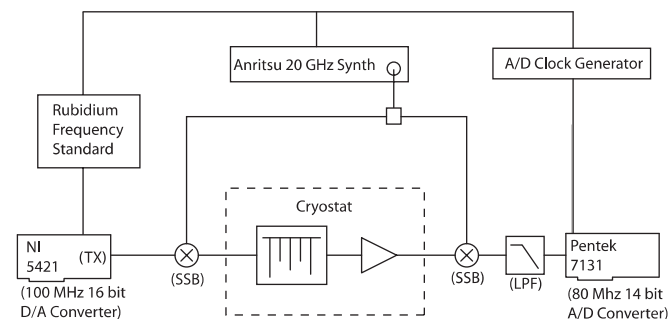 Anritsu 20 GHz Synth
A/D Clock Generator
Rubidium
Frequency
Standard
Cryostat
NI
5421
(TX)
(SSB)
(SSB)
(LPF)
Pentek
7131
(100 MHz 16 bit
D/A Converter)
(80 Mhz 14 bit
A/D Converter)